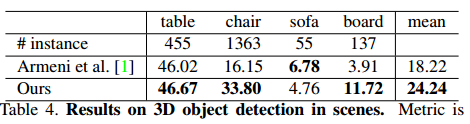 table chair sofa board mean
# instance 455 1363 55 137
Armeni et al. [1] 46.02 16.15 6.78 3.91 18.22
Ours 46.67 33.80 4.76 11.72 24.24
Table 4. Results on 3D object detection in scenes. Metric is